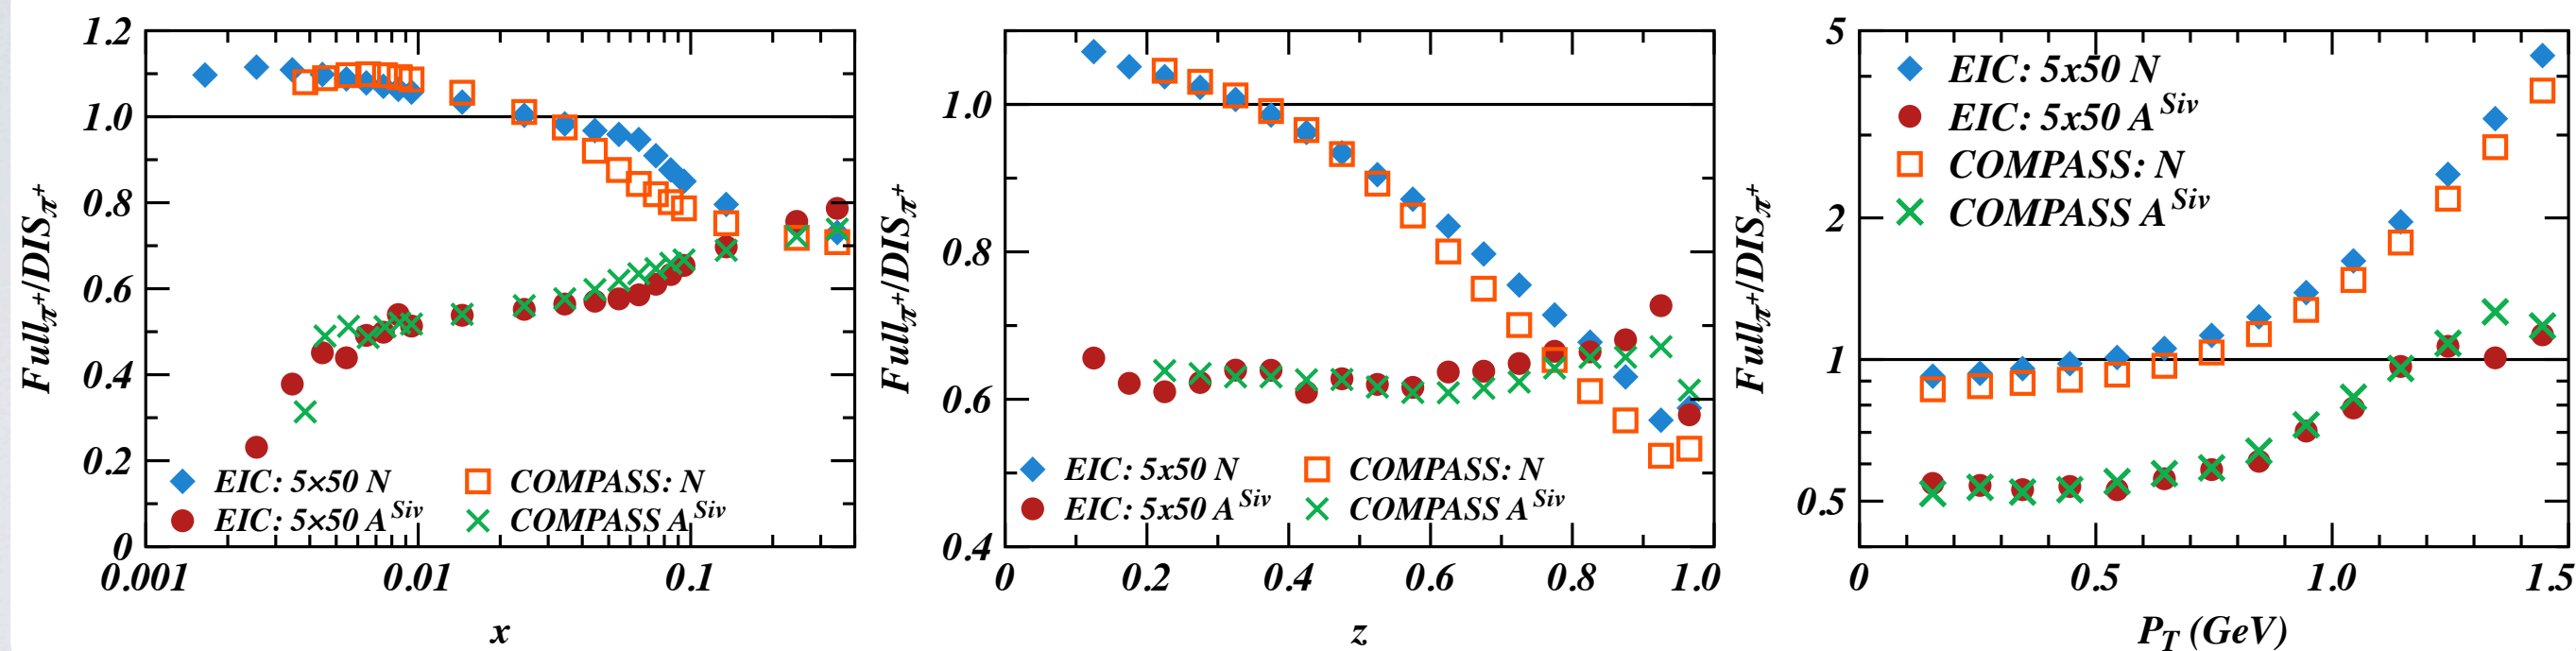 1.2
1.0
0.8
0.6
0.4
0.2
0
Full_π⁺/DIS_π⁺
EIC: 5×50 N
EIC: 5×50 A^Siv
COMPASS: N
COMPASS A^Siv
0.001 0.01 0.1
x
1.0
0.8
0.6
0.4
Full_π⁺/DIS_π⁺
EIC: 5x50 N
EIC: 5x50 A^Siv
COMPASS: N
COMPASS A^Siv
0 0.2 0.4 0.6 0.8 1.0
z
5
2
1
0.5
Full_π⁺/DIS_π⁺
EIC: 5x50 N
EIC: 5x50 A^Siv
COMPASS: N
COMPASS A^Siv
0 0.5 1.0 1.5
P_T (GeV)